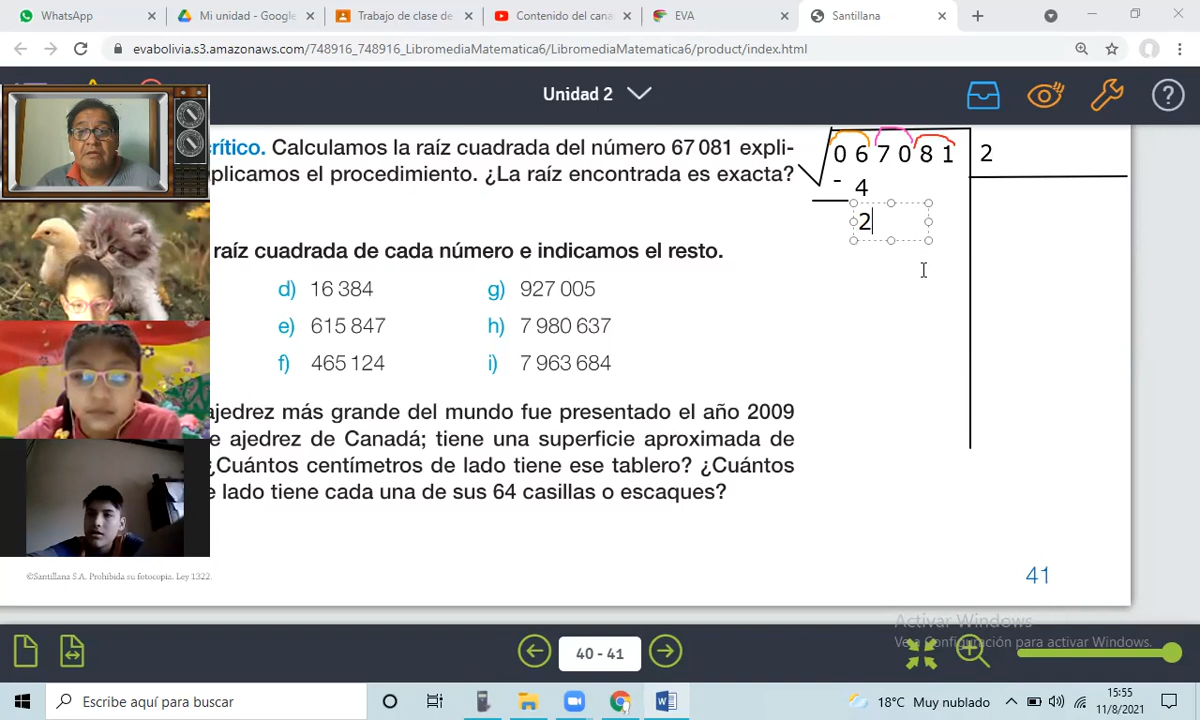 WhatsApp
Mi unidad - Google
Trabajo de clase de
Contenido del cana
EVA
Santillana
evabolivia.s3.amazonaws.com/748916_748916_LibromediaMatematica6/LibromediaMatematica6/product/index.html
Unidad 2
rítico. Calculamos la raíz cuadrada del número 67 081 expli-
plicamos el procedimiento. ¿La raíz encontrada es exacta?
0 6 7 0 8 1 2
- 4
2
raíz cuadrada de cada número e indicamos el resto.
d) 16 384 g) 927 005
e) 615 847 h) 7 980 637
f) 465 124 i) 7 963 684
ajedrez más grande del mundo fue presentado el año 2009
e ajedrez de Canadá; tiene una superficie aproximada de
¿Cuántos centímetros de lado tiene ese tablero? ¿Cuántos
e lado tiene cada una de sus 64 casillas o escaques?
©Santillana S.A. Prohibida su fotocopia. Ley 1322.
41
Activar Windows
Ve a Configuración para activar Windows.
40 - 41
Escribe aquí para buscar
18°C Muy nublado
15:55
11/8/2021